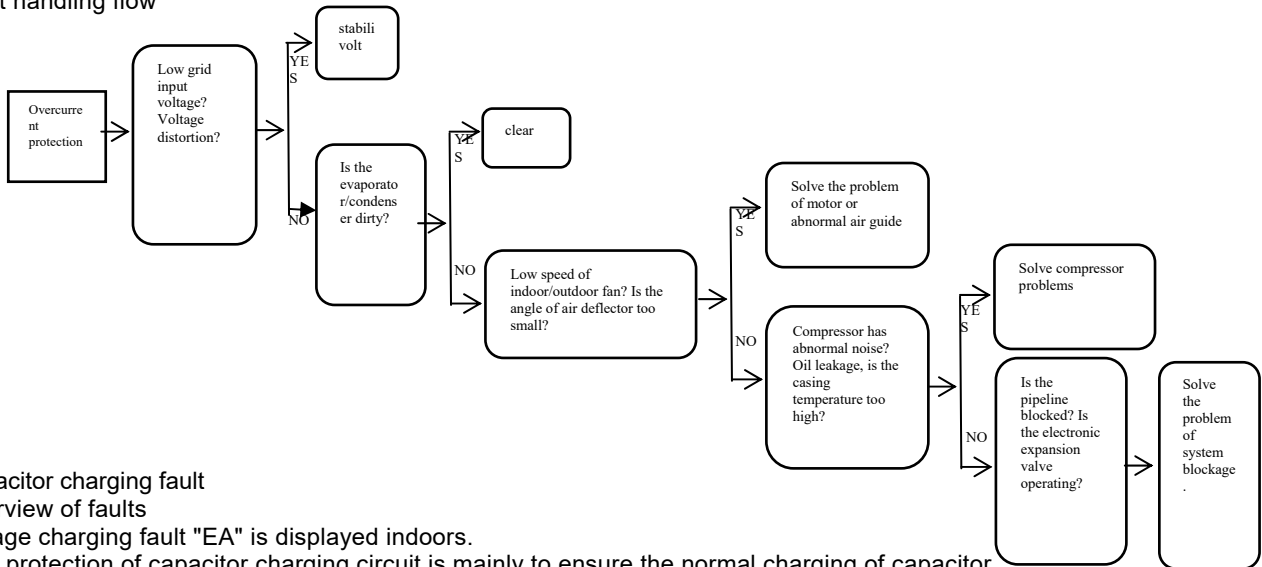 t handling flow
Overcurre
nt
protection
Low grid
input
voltage?
Voltage
distortion?
YE
S
stabili
volt
NO
Is the
evaporato
r/condens
er dirty?
YE
S
clear
NO
Low speed of
indoor/outdoor fan? Is the
angle of air deflector too
small?
YE
S
Solve the problem
of motor or
abnormal air guide
NO
Compressor has
abnormal noise?
Oil leakage, is the
casing
temperature too
high?
YE
S
Solve compressor
problems
NO
Is the
pipeline
blocked? Is
the electronic
expansion
valve
operating?
Solve
the
problem
of
system
blockage
.
acitor charging fault
rview of faults
age charging fault "EA" is displayed indoors.
protection of capacitor charging circuit is mainly to ensure the normal charging of capacitor